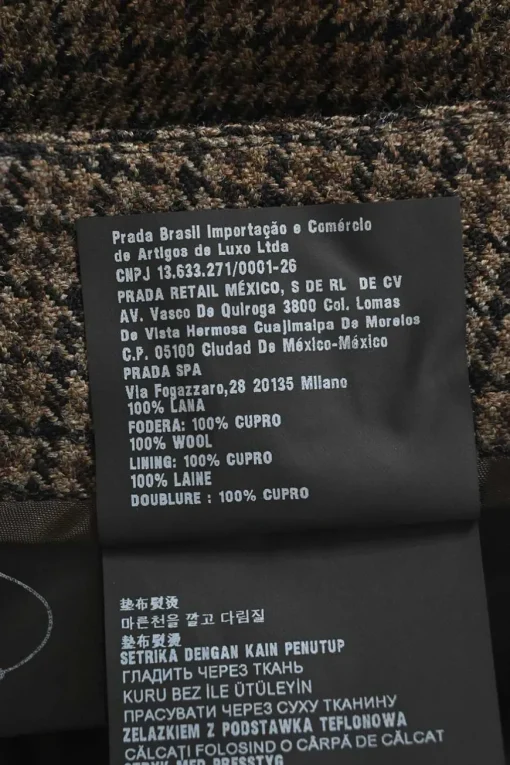 Prada Brasil Importação e Comércio
de Artigos de Luxo Ltda
CNPJ 13.633.271/0001-26
PRADA RETAIL MÉXICO, S DE RL DE CV
AV. Vasco De Quiroga 3800 Col. Lomas
De Vista Hermosa Cuajimalpa De Morelos
C.P. 05100 Ciudad De México-México
PRADA SPA
Via Fogazzaro,28 20135 Milano
100% LANA
FODERA: 100% CUPRO
100% WOOL
LINING: 100% CUPRO
100% LAINE
DOUBLURE : 100% CUPRO
垫布熨烫
마른천을 깔고 다림질
墊布熨燙
SETRIKA DENGAN KAIN PENUTUP
ГЛАДИТЬ ЧЕРЕЗ ТКАНЬ
KURU BEZ İLE ÜTÜLEYİN
ПРАСУВАТИ ЧЕРЕЗ СУХУ ТКАНИНУ
ZELAZKIEM Z PODSTAWKA TEFLONOWA
CĂLCAȚI FOLOSIND O CÂRPĂ DE CĂLCAT
STRYK MED PRESSTYG